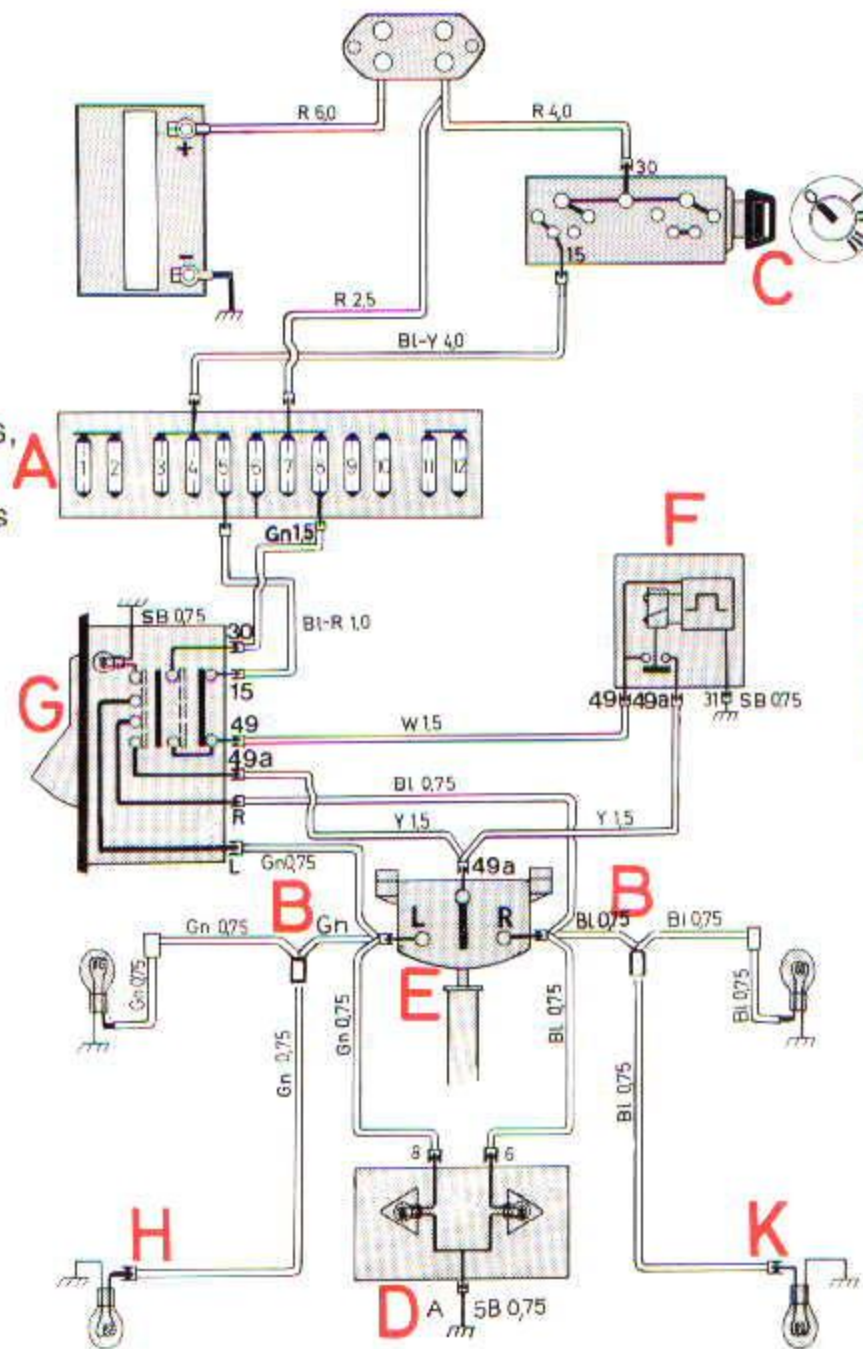 R 6,0
R 4,0
+
30
15
C
-
R 2,5
Bl-Y 4,0
s,
s
A
1 2 3 4 5 6 7 8 9 10 11 12
Gn 1,5
F
SB 0,75
30
Bl-R 1,0
15
G
49 49a 31 SB 0,75
49
W 1,5
49a
Bl 0,75
R
Y 1,5
Y 1,5
L
Gn 0,75
49a
B
L
R
B
Gn 0,75
Gn
Bl 0,75
Bl 0,75
E
Gn 0,75
Bl 0,75
Gn 0,75
Gn 0,75
Bl 0,75
Bl 0,75
8
6
H
K
D
A
SB 0,75